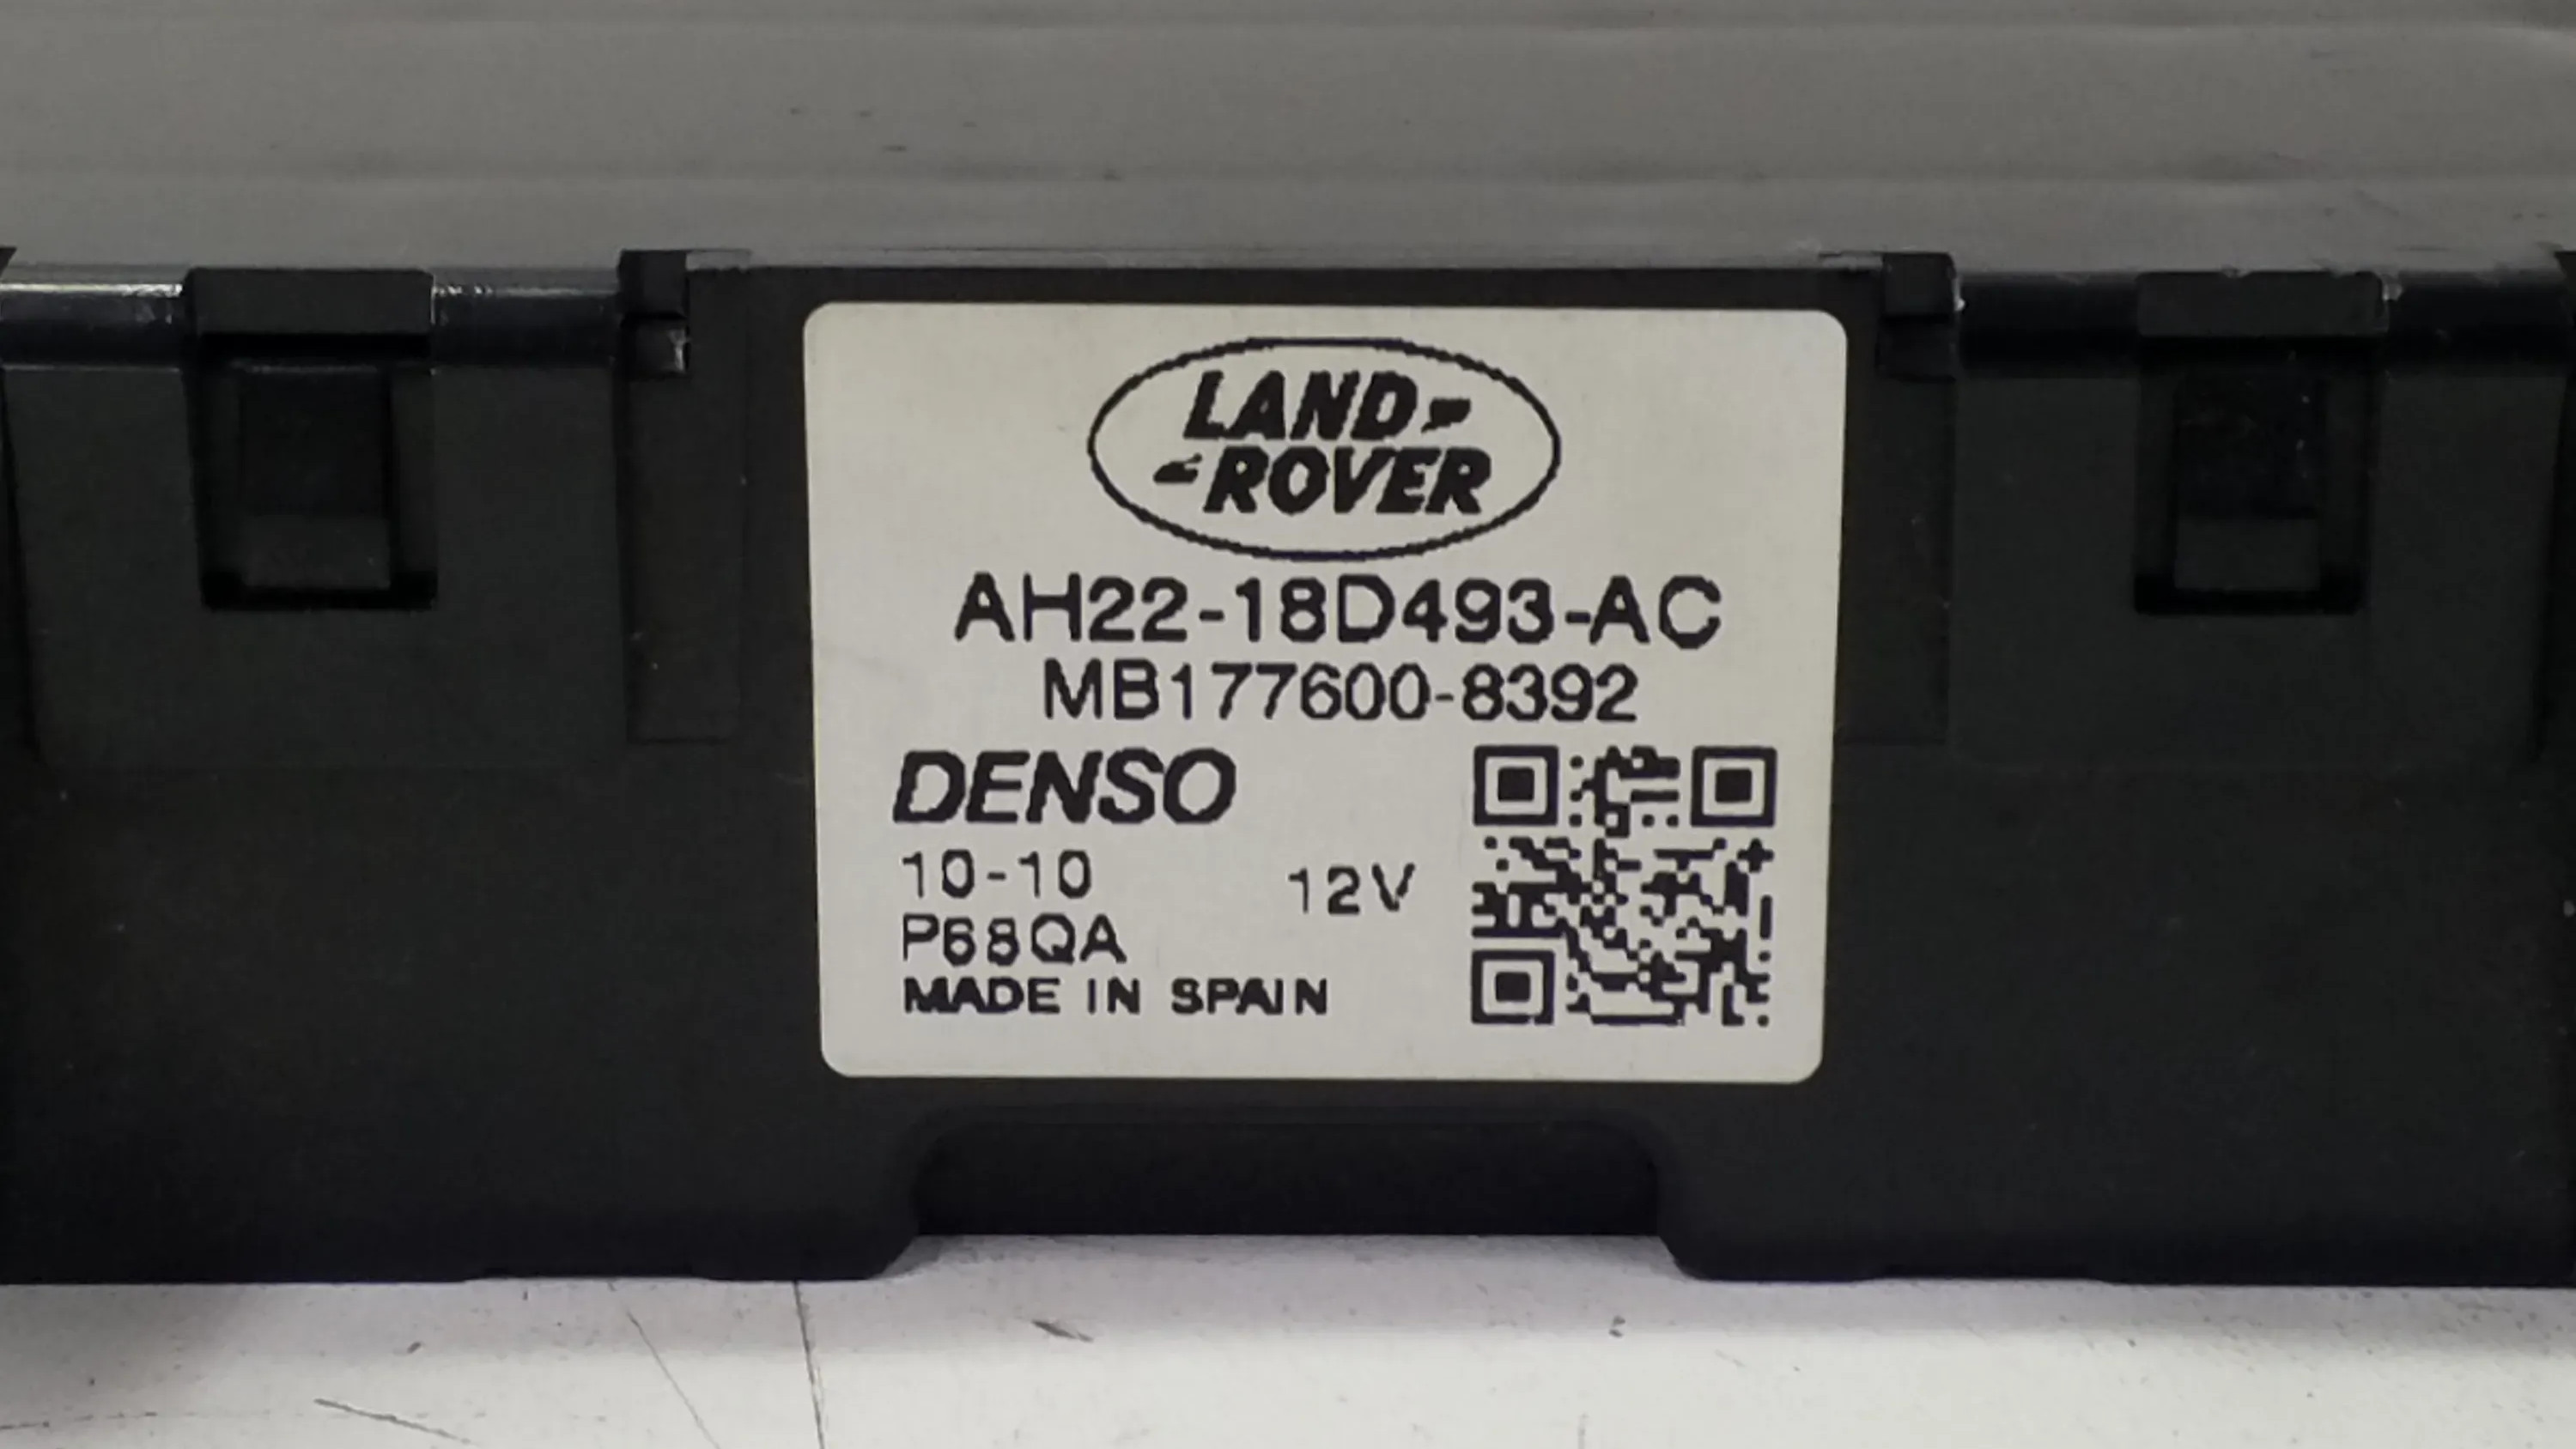 LAND
ROVER
AH22-18D493-AC
MB177600-8392
DENSO
10-10
12V
P68QA
MADE IN SPAIN